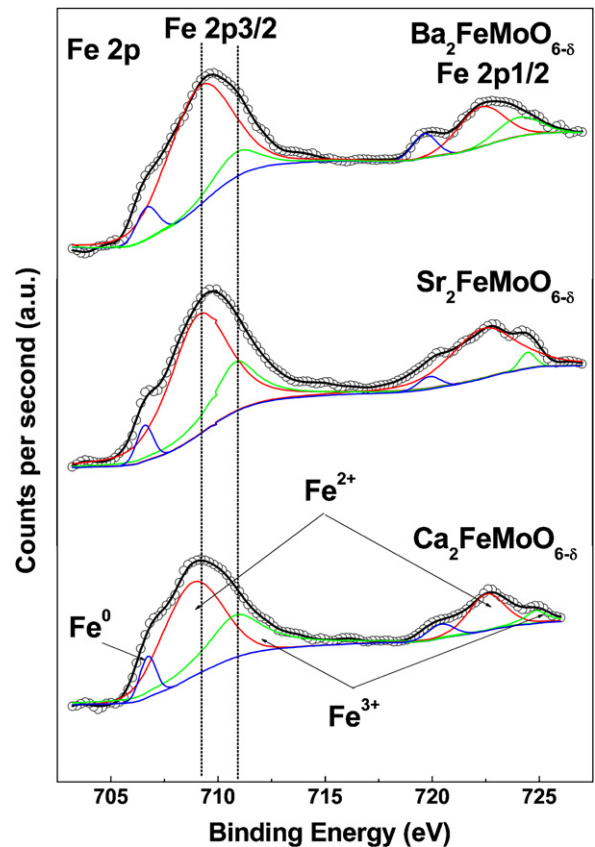 Fe 2p
Fe 2p3/2
Ba₂FeMoO₆₋δ
Fe 2p1/2
Sr₂FeMoO₆₋δ
Fe²⁺
Ca₂FeMoO₆₋δ
Fe⁰
Fe³⁺
Counts per second (a.u.)
705 710 715 720 725
Binding Energy (eV)